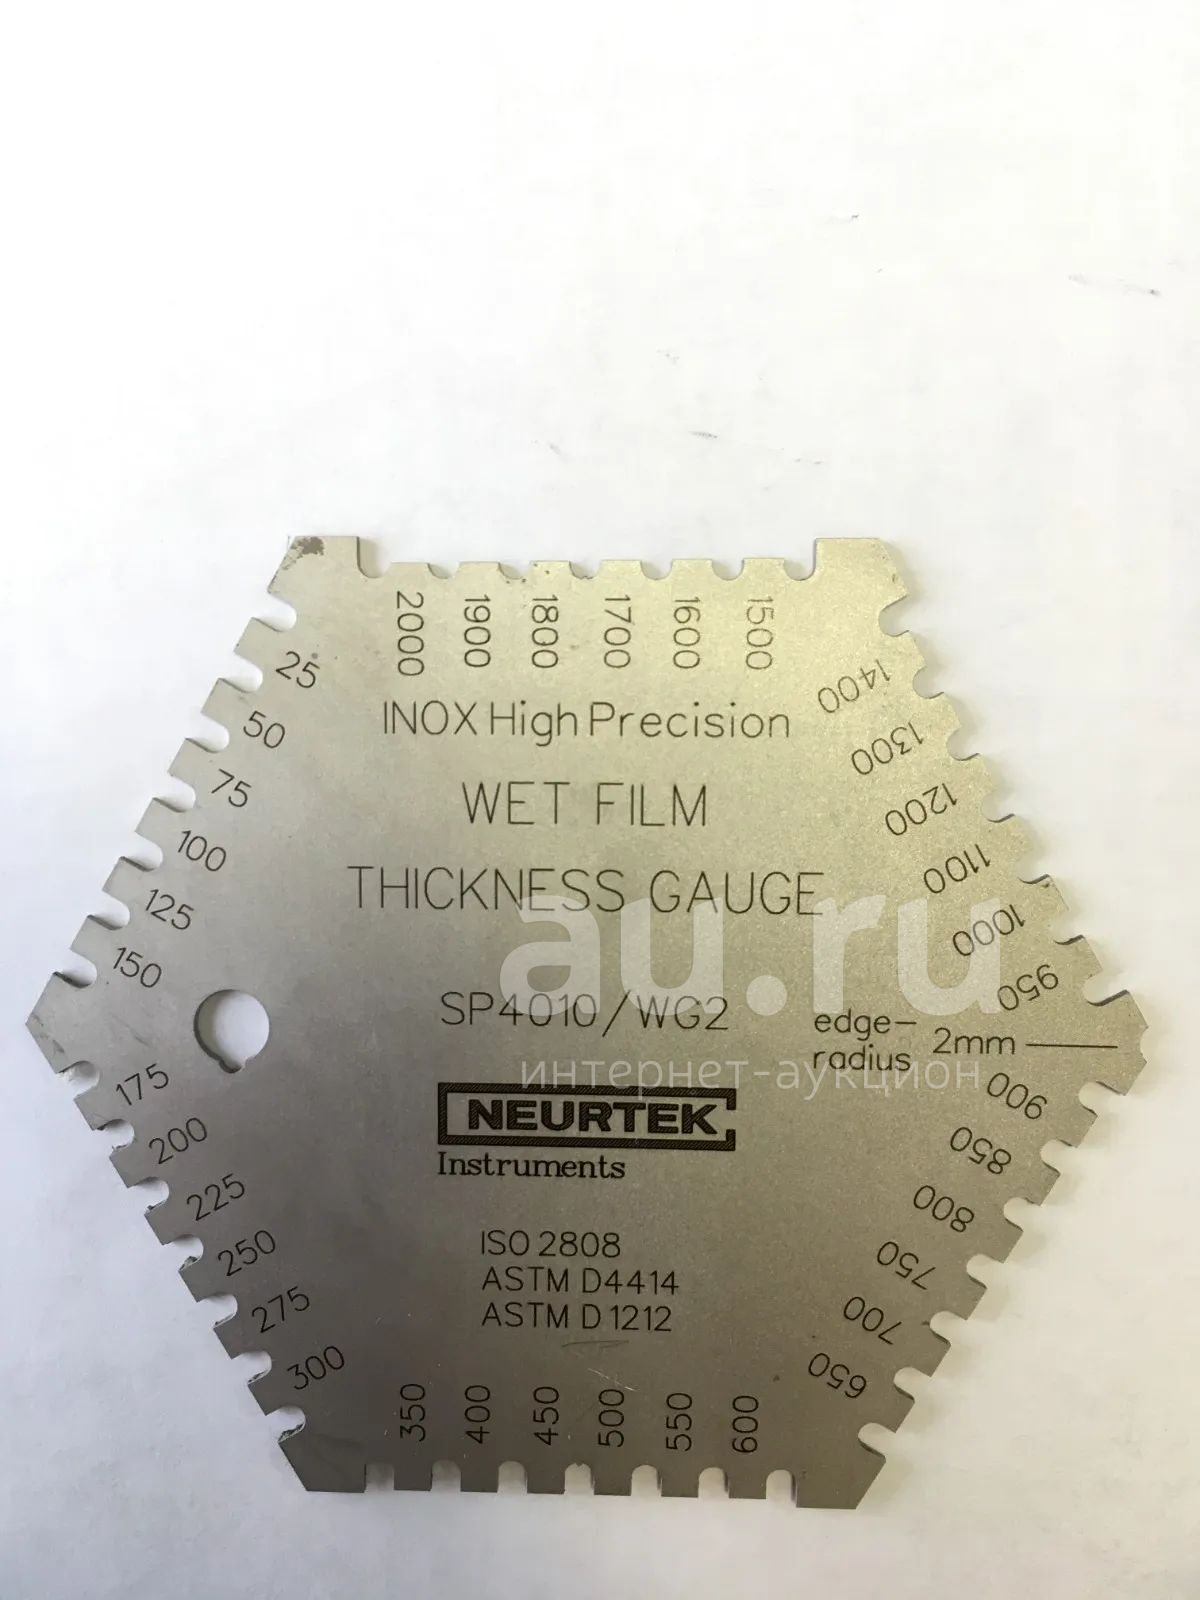 2000
1900
1800
1700
1600
1500
25
50
75
100
125
150
1400
1300
1200
1100
1000
950
INOX High Precision
WET FILM
THICKNESS GAUGE
au.ru
SP4010/WG2
edge-
radius
2mm
интернет-аукцион
NEURTEK
Instruments
ISO 2808
ASTM D4414
ASTM D1212
175
200
225
250
275
300
900
850
800
750
700
650
350
400
450
500
550
600